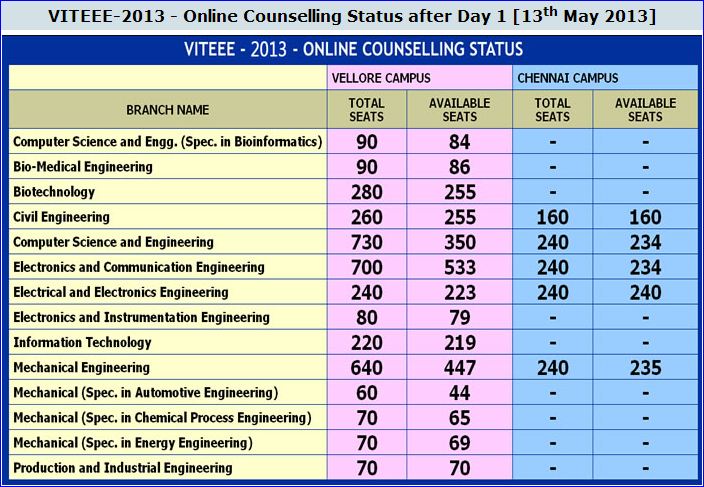 VITEEE-2013 - Online Counselling Status after Day 1 [13th May 2013]
VITEEE - 2013 - ONLINE COUNSELLING STATUS
VELLORE CAMPUS CHENNAI CAMPUS
BRANCH NAME TOTAL SEATS AVAILABLE SEATS TOTAL SEATS AVAILABLE SEATS
Computer Science and Engg. (Spec. in Bioinformatics) 90 84 - -
Bio-Medical Engineering 90 86 - -
Biotechnology 280 255 - -
Civil Engineering 260 255 160 160
Computer Science and Engineering 730 350 240 234
Electronics and Communication Engineering 700 533 240 234
Electrical and Electronics Engineering 240 223 240 240
Electronics and Instrumentation Engineering 80 79 - -
Information Technology 220 219 - -
Mechanical Engineering 640 447 240 235
Mechanical (Spec. in Automotive Engineering) 60 44 - -
Mechanical (Spec. in Chemical Process Engineering) 70 65 - -
Mechanical (Spec. in Energy Engineering) 70 69 - -
Production and Industrial Engineering 70 70 - -